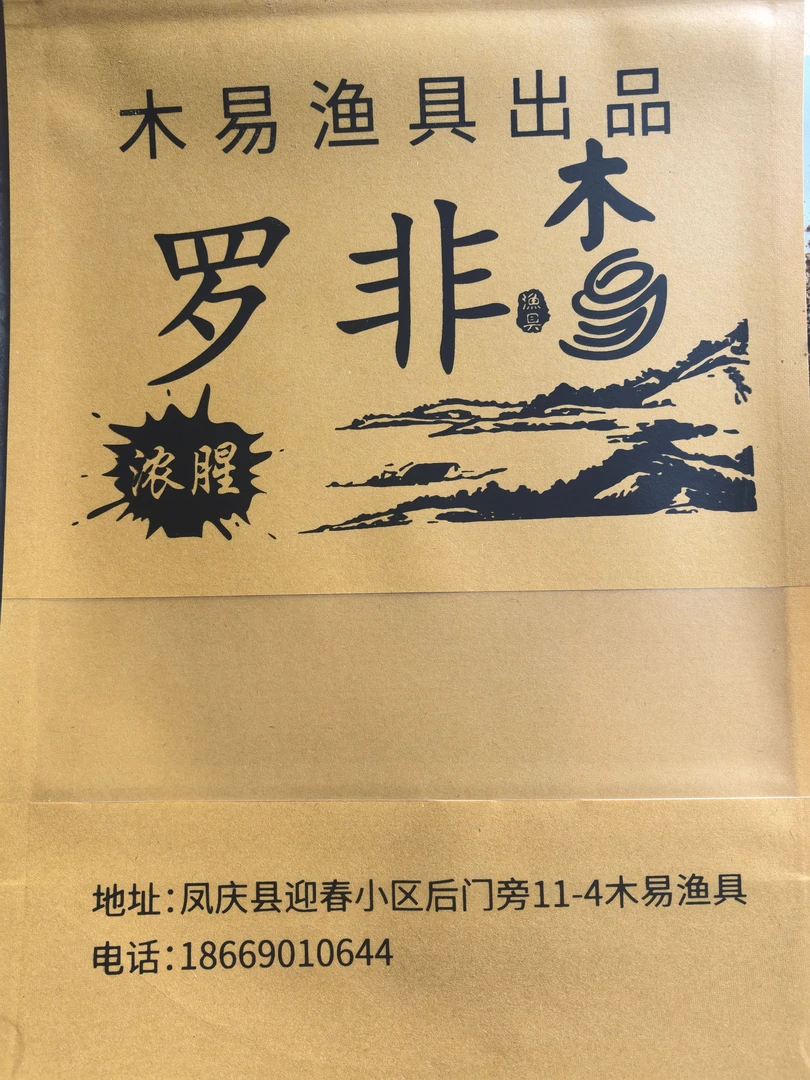 木易渔具出品
木易
罗非
渔具
浓腥
地址:凤庆县迎春小区后门旁11-4木易渔具
电话:18669010644